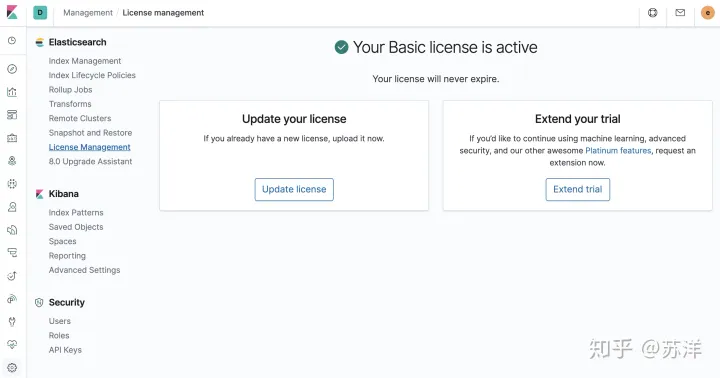 D
Management / License management
e
Elasticsearch
Index Management
Index Lifecycle Policies
Rollup Jobs
Transforms
Remote Clusters
Snapshot and Restore
License Management
8.0 Upgrade Assistant
Kibana
Index Patterns
Saved Objects
Spaces
Reporting
Advanced Settings
Security
Users
Roles
API Keys
Your Basic license is active
Your license will never expire.
Update your license
If you already have a new license, upload it now.
Update license
Extend your trial
If you'd like to continue using machine learning, advanced
security, and our other awesome Platinum features, request an
extension now.
Extend trial
知乎 @苏洋